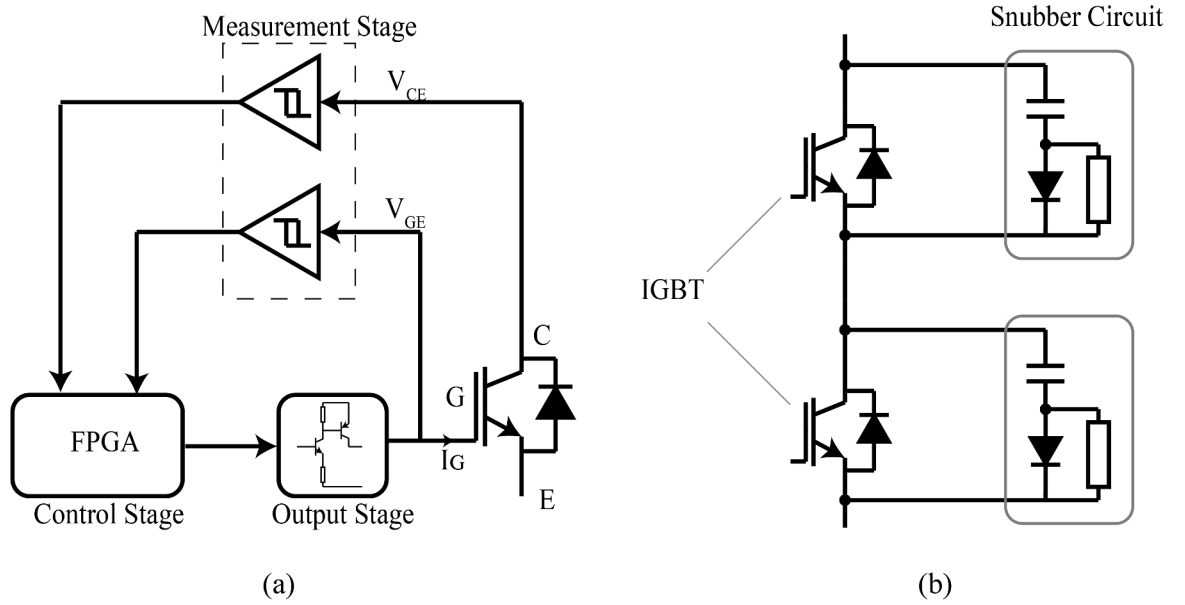 Measurement Stage
V_CE
V_GE
C
G
I_G
E
FPGA
Control Stage
Output Stage
(a)
Snubber Circuit
IGBT
(b)